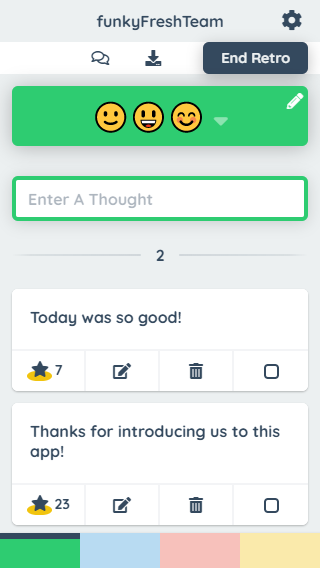 funkyFreshTeam
End Retro
Enter A Thought
2
Today was so good!
7
Thanks for introducing us to this
app!
23